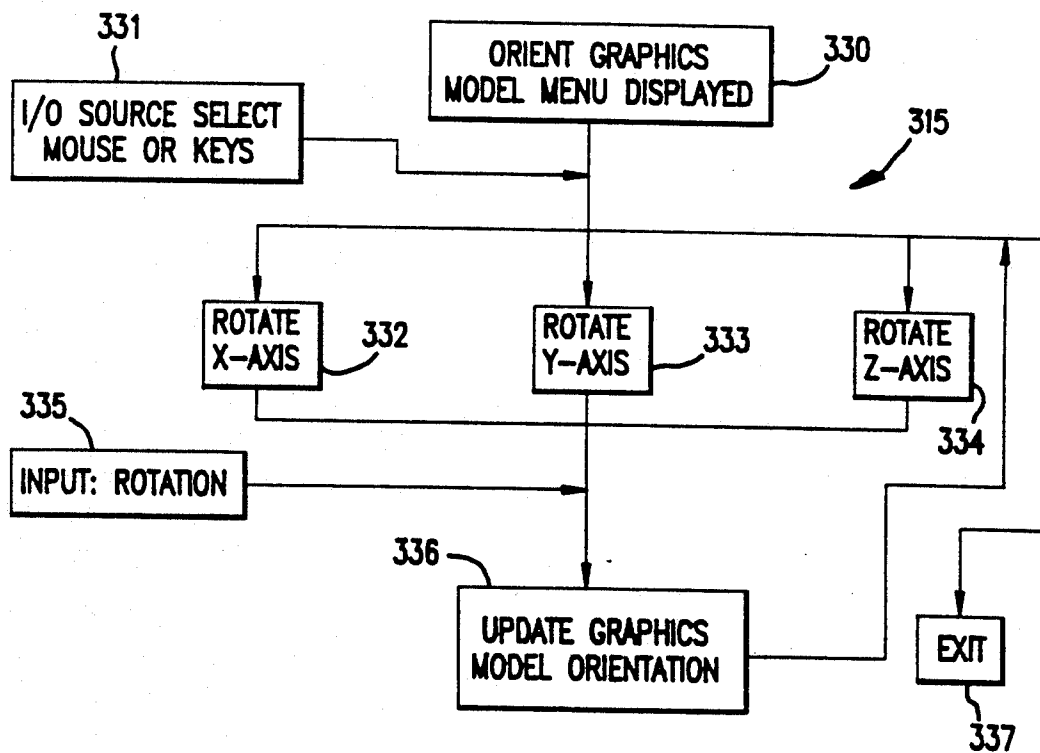 331
I/O SOURCE SELECT
MOUSE OR KEYS
ORIENT GRAPHICS
MODEL MENU DISPLAYED
330
315
ROTATE
X-AXIS
332
ROTATE
Y-AXIS
333
ROTATE
Z-AXIS
334
335
INPUT: ROTATION
336
UPDATE GRAPHICS
MODEL ORIENTATION
EXIT
337